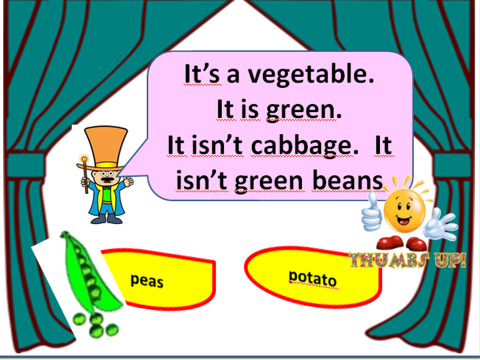 It's a vegetable.
It is green.
It isn't cabbage. It
isn't green beans
peas
potato
THUMBS UP!